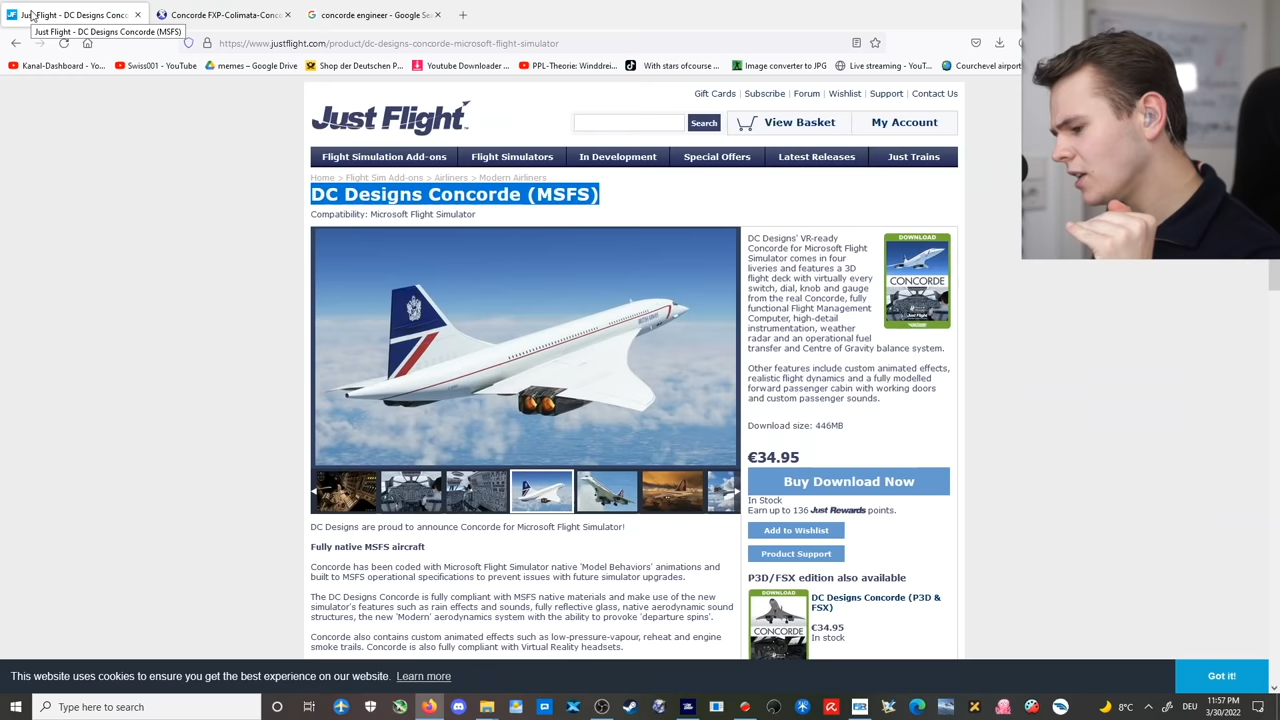 Just Flight - DC Designs Conc
Concorde FXP-Colimata-Conc
concorde engineer - Google Sea
Just Flight - DC Designs Concorde (MSFS)
https://www.justflight.com/product/dc-designs-concorde-microsoft-flight-simulator
Kanal-Dashboard - Yo...
Swiss001 - YouTube
memes – Google Drive
Shop der Deutschen P...
Youtube Downloader ...
PPL-Theorie: Winddrei...
With stars ofcourse ...
Image converter to JPG
Live streaming - YouT...
Courchevel airport
Gift Cards | Subscribe | Forum | Wishlist | Support | Contact Us
Just Flight
Search
View Basket
My Account
Flight Simulation Add-ons
Flight Simulators
In Development
Special Offers
Latest Releases
Just Trains
Home > Flight Sim Add-ons > Airliners > Modern Airliners
DC Designs Concorde (MSFS)
Compatibility: Microsoft Flight Simulator
DC Designs' VR-ready
Concorde for Microsoft Flight
Simulator comes in four
liveries and features a 3D
flight deck with virtually every
switch, dial, knob and gauge
from the real Concorde, fully
functional Flight Management
Computer, high-detail
instrumentation, weather
radar and an operational fuel
transfer and Centre of Gravity balance system.
DOWNLOAD
CONCORDE
Other features include custom animated effects,
realistic flight dynamics and a fully modelled
forward passenger cabin with working doors
and custom passenger sounds.
Download size: 446MB
€34.95
Buy Download Now
In Stock
Earn up to 136 Just Rewards points.
Add to Wishlist
Product Support
P3D/FSX edition also available
DOWNLOAD
CONCORDE
DC Designs Concorde (P3D &
FSX)
€34.95
In stock
DC Designs are proud to announce Concorde for Microsoft Flight Simulator!
Fully native MSFS aircraft
Concorde has been coded with Microsoft Flight Simulator native 'Model Behaviors' animations and
built to MSFS operational specifications to prevent issues with future simulator upgrades.
The DC Designs Concorde is fully compliant with MSFS native materials and make use of the new
simulator's features such as rain effects and sounds, fully reflective glass, native aerodynamic sound
structures, the new 'Modern' aerodynamics system with the ability to provoke 'departure spins'.
Concorde also contains custom animated effects such as low-pressure-vapour, reheat and engine
smoke trails. Concorde is also fully compliant with Virtual Reality headsets.
This website uses cookies to ensure you get the best experience on our website. Learn more
Got it!
Type here to search
8°C
DEU
11:57 PM
3/30/2022